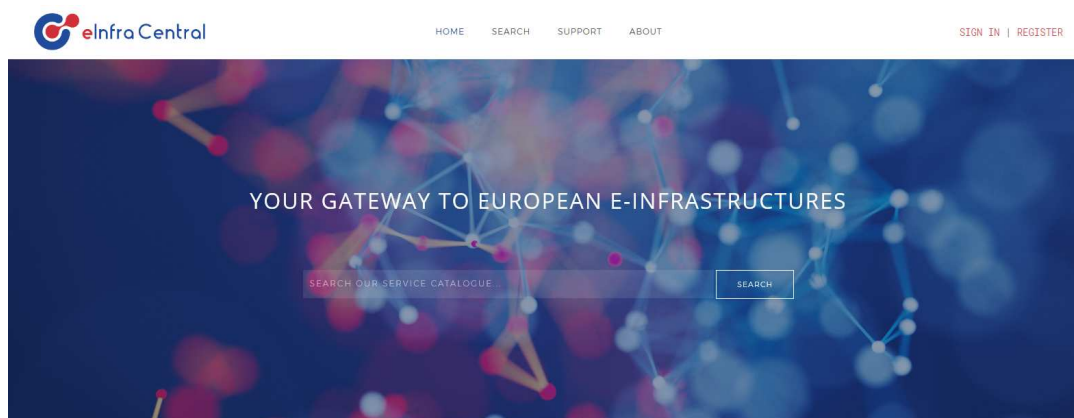 eInfra Central
HOME SEARCH SUPPORT ABOUT
SIGN IN | REGISTER
YOUR GATEWAY TO EUROPEAN E-INFRASTRUCTURES
SEARCH OUR SERVICE CATALOGUE...
SEARCH